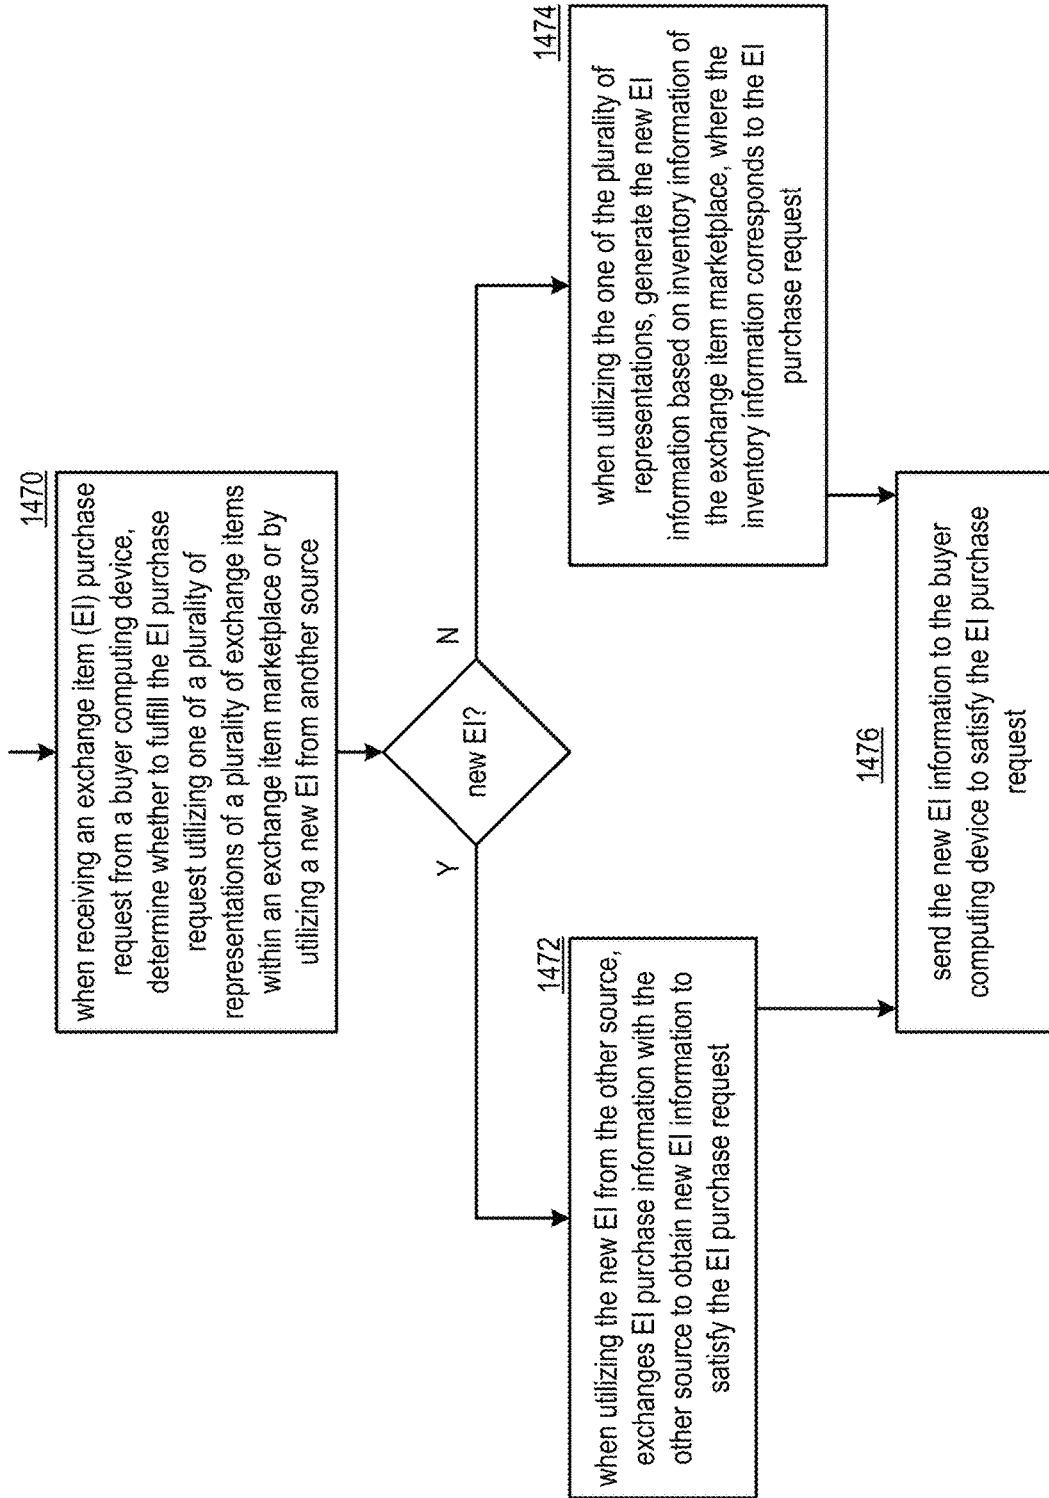 1470
when receiving an exchange item (EI) purchase
request from a buyer computing device,
determine whether to fulfill the EI purchase
request utilizing one of a plurality of
representations of a plurality of exchange items
within an exchange item marketplace or by
utilizing a new EI from another source
new EI?
Y
N
1472
when utilizing the new EI from the other source,
exchanges EI purchase information with the
other source to obtain new EI information to
satisfy the EI purchase request
1474
when utilizing the one of the plurality of
representations, generate the new EI
information based on inventory information of
the exchange item marketplace, where the
inventory information corresponds to the EI
purchase request
1476
send the new EI information to the buyer
computing device to satisfy the EI purchase
request